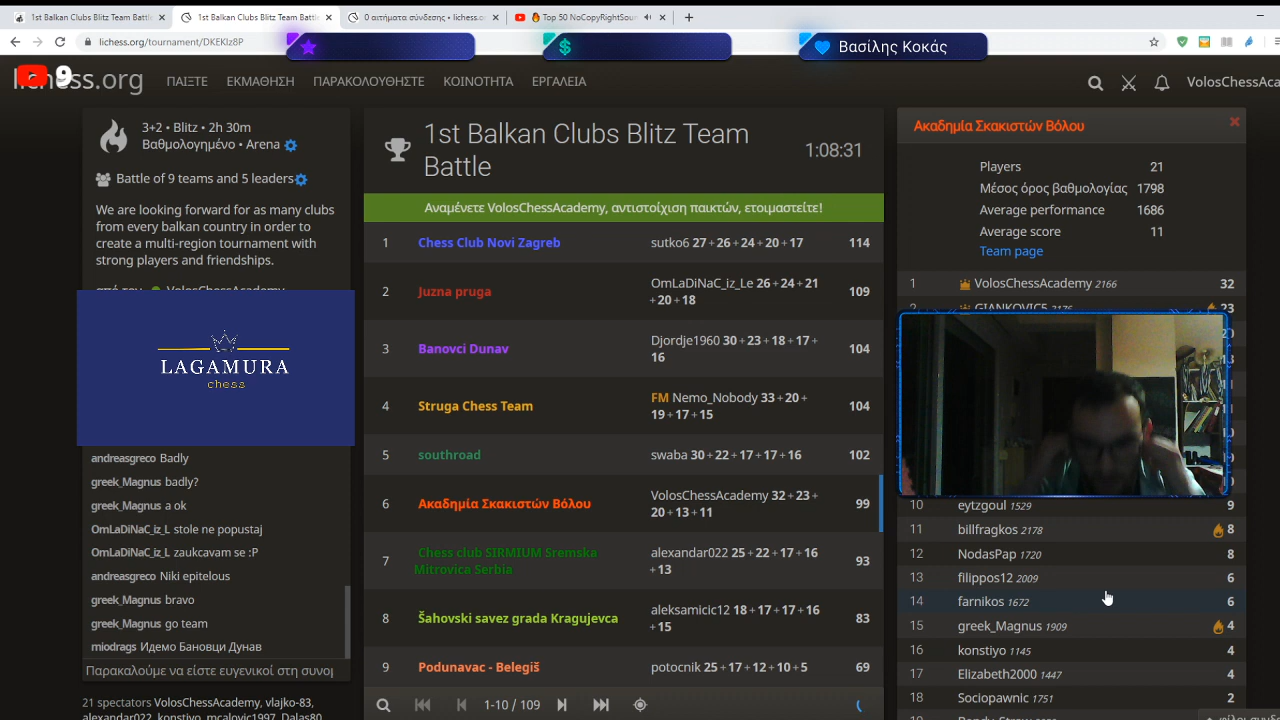 1st Balkan Clubs Blitz Team Battl
1st Balkan Clubs Blitz Team Battl
0 αιτήματα σύνδεσης • lichess.o
Top 50 NoCopyRightSou
lichess.org/tournament/DKEKIz8P
$
Βασίλης Κοκάς
9
lichess.org
ΠΑΙΞΤΕ ΕΚΜΑΘΗΣΗ ΠΑΡΑΚΟΛΟΥΘΗΣΤΕ ΚΟΙΝΟΤΗΤΑ ΕΡΓΑΛΕΙΑ
VolosChessAca
3+2 • Blitz • 2h 30m
Βαθμολογημένο • Arena
Battle of 9 teams and 5 leaders
We are looking forward for as many clubs
from every balkan country in order to
create a multi-region tournament with
strong players and friendships.
από τον VolosChessAcademy
LAGAMURA
chess
andreasgreco Badly
greek_Magnus badly?
greek_Magnus a ok
OmLaDiNaC_iz_L stole ne popustaj
OmLaDiNaC_iz_L zaukcavam se :P
andreasgreco Niki epitelous
greek_Magnus bravo
greek_Magnus go team
miodrags Идемо Бановци Дунав
Παρακαλούμε να είστε ευγενικοί στη συνοµ
21 spectators VolosChessAcademy, vlajko-83,
alexandar022, konstiyo, mcalovic1997, Dalas80
1st Balkan Clubs Blitz Team
Battle
1:08:31
Αναμένετε VolosChessAcademy, αντιστοίχιση παικτών, ετοιμαστείτε!
1 Chess Club Novi Zagreb sutko6 27+26+24+20+17 114
2 Juzna pruga OmLaDiNaC_iz_Le 26+24+21
+20+18 109
3 Banovci Dunav Djordje1960 30+23+18+17+
16 104
4 Struga Chess Team FM Nemo_Nobody 33+20+
19+17+15 104
5 southroad swaba 30+22+17+17+16 102
6 Ακαδημία Σκακιστών Βόλου VolosChessAcademy 32+23+
20+13+11 99
7 Chess club SIRMIUM Sremska
Mitrovica Serbia alexandar022 25+22+17+16
+13 93
8 Šahovski savez grada Kragujevca aleksamicic12 18+17+17+16
+15 83
9 Podunavac - Belegiš potocnik 25+17+12+10+5 69
1-10 / 109
Ακαδημία Σκακιστών Βόλου
Players 21
Μέσος όρος βαθμολογίας 1798
Average performance 1686
Average score 11
Team page
1 VolosChessAcademy 2166 32
2 GJANKOVIC5 2176 23
10 eytzgoul 1529 9
11 billfragkos 2178 8
12 NodasPap 1720 8
13 filippos12 2009 6
14 farnikos 1672 6
15 greek_Magnus 1909 4
16 konstiyo 1145 4
17 Elizabeth2000 1447 4
18 Sociopawnic 1751 2